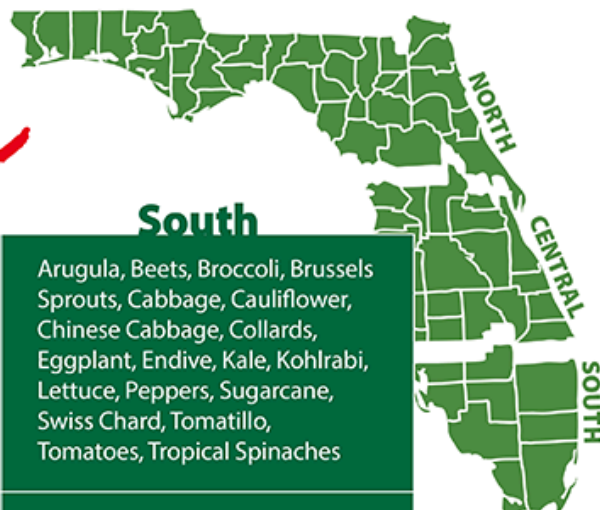 NORTH
South
CENTRAL
Arugula, Beets, Broccoli, Brussels
Sprouts, Cabbage, Cauliflower,
Chinese Cabbage, Collards,
Eggplant, Endive, Kale, Kohlrabi,
Lettuce, Peppers, Sugarcane,
Swiss Chard, Tomatillo,
Tomatoes, Tropical Spinaches
SOUTH